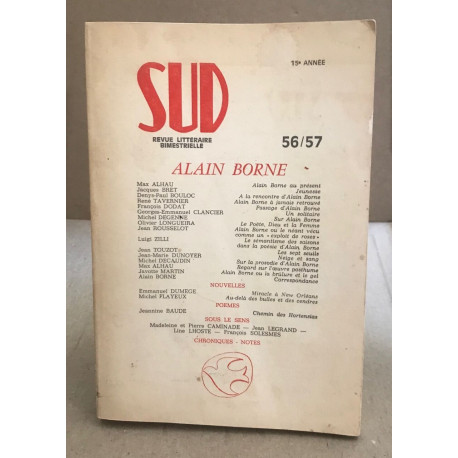 15e ANNÉE
SUD
REVUE LITTERAIRE
BIMESTRIELLE
56/57
ALAIN BORNE
Max ALHAU Alain Borne au présent
Jacques BRET Jeunesse
Denys-Paul BOULOC A la rencontre d'Alain Borne
René TAVERNIER Alain Borne à jamais retrouvé
François DODAT Passage d'Alain Borne
Georges-Emmanuel CLANCIER Un solitaire
Michel DEGENNE Sur Alain Borne
Olivier LONGUEIRA Le Poète, Dieu et la Femme
Jean ROUSSELOT Alain Borne ou le néant vécu
comme un « exploit de roses »
Luigi ZILLI Le sémantisme des saisons
dans la poésie d'Alain Borne
Jean TOUZOT Les sept seuils
Jean-Marie DUNOYER Neige et sang
Michel DECAUDIN Sur la prosodie d'Alain Borne
Max ALHAU Regard sur l'œuvre posthume
Javotte MARTIN Alain Borne ou la brûlure et le gel
Alain BORNE Correspondance
NOUVELLES
Emmanuel DUMEGE Miracle à New Orléans
Michel FLAYEUX Au-delà des bulles et des cendres
POEMES
Jeannine BAUDE Chemin des Hortensias
SOUS LE SENS
Madeleine et Pierre CAMINADE — Jean LEGRAND —
Line LHOSTE — François SOLESMES
CHRONIQUES - NOTES